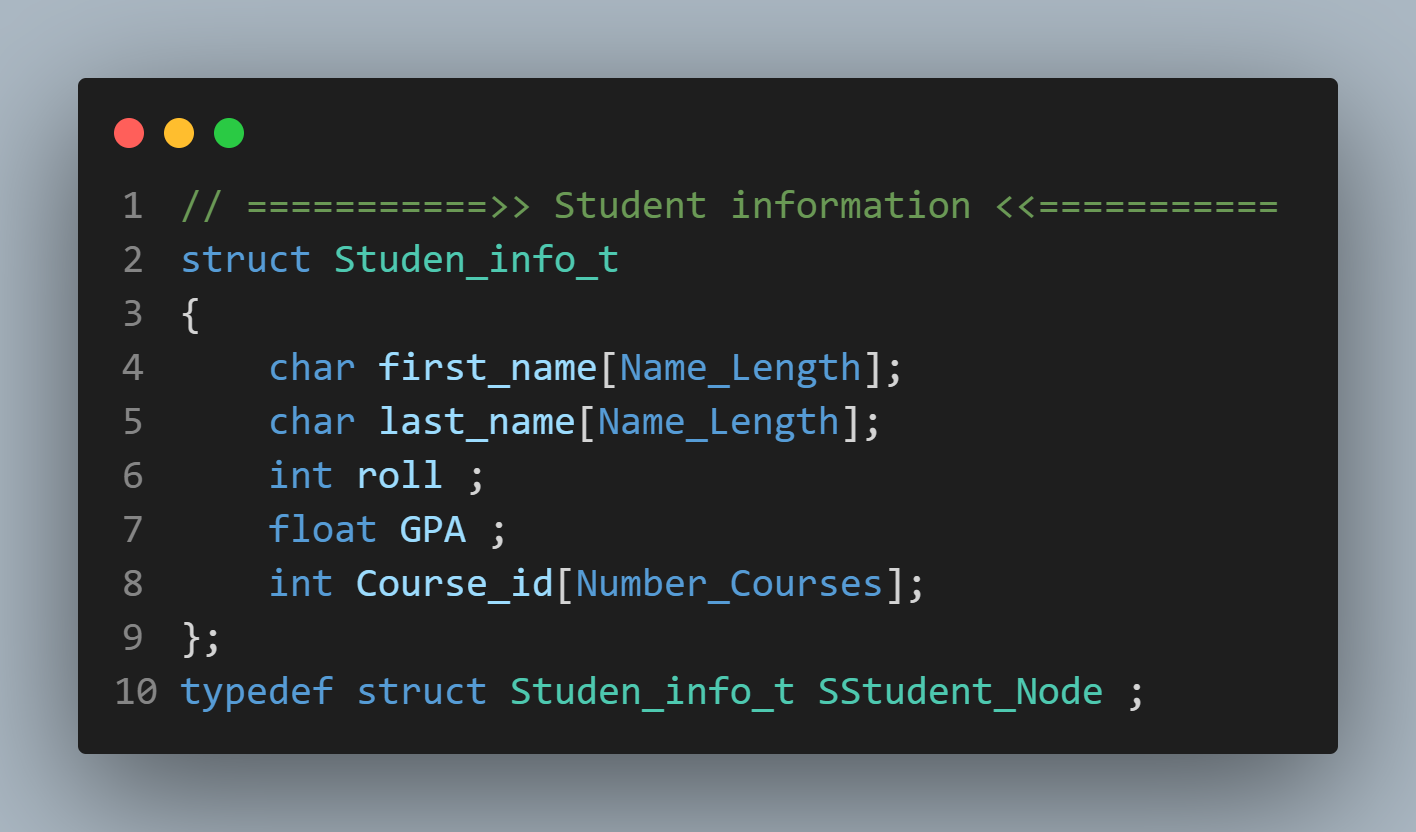 1 // ===========>> Student information <<===========
2 struct Studen_info_t
3 {
4     char first_name[Name_Length];
5     char last_name[Name_Length];
6     int roll ;
7     float GPA ;
8     int Course_id[Number_Courses];
9 };
10 typedef struct Studen_info_t SStudent_Node ;